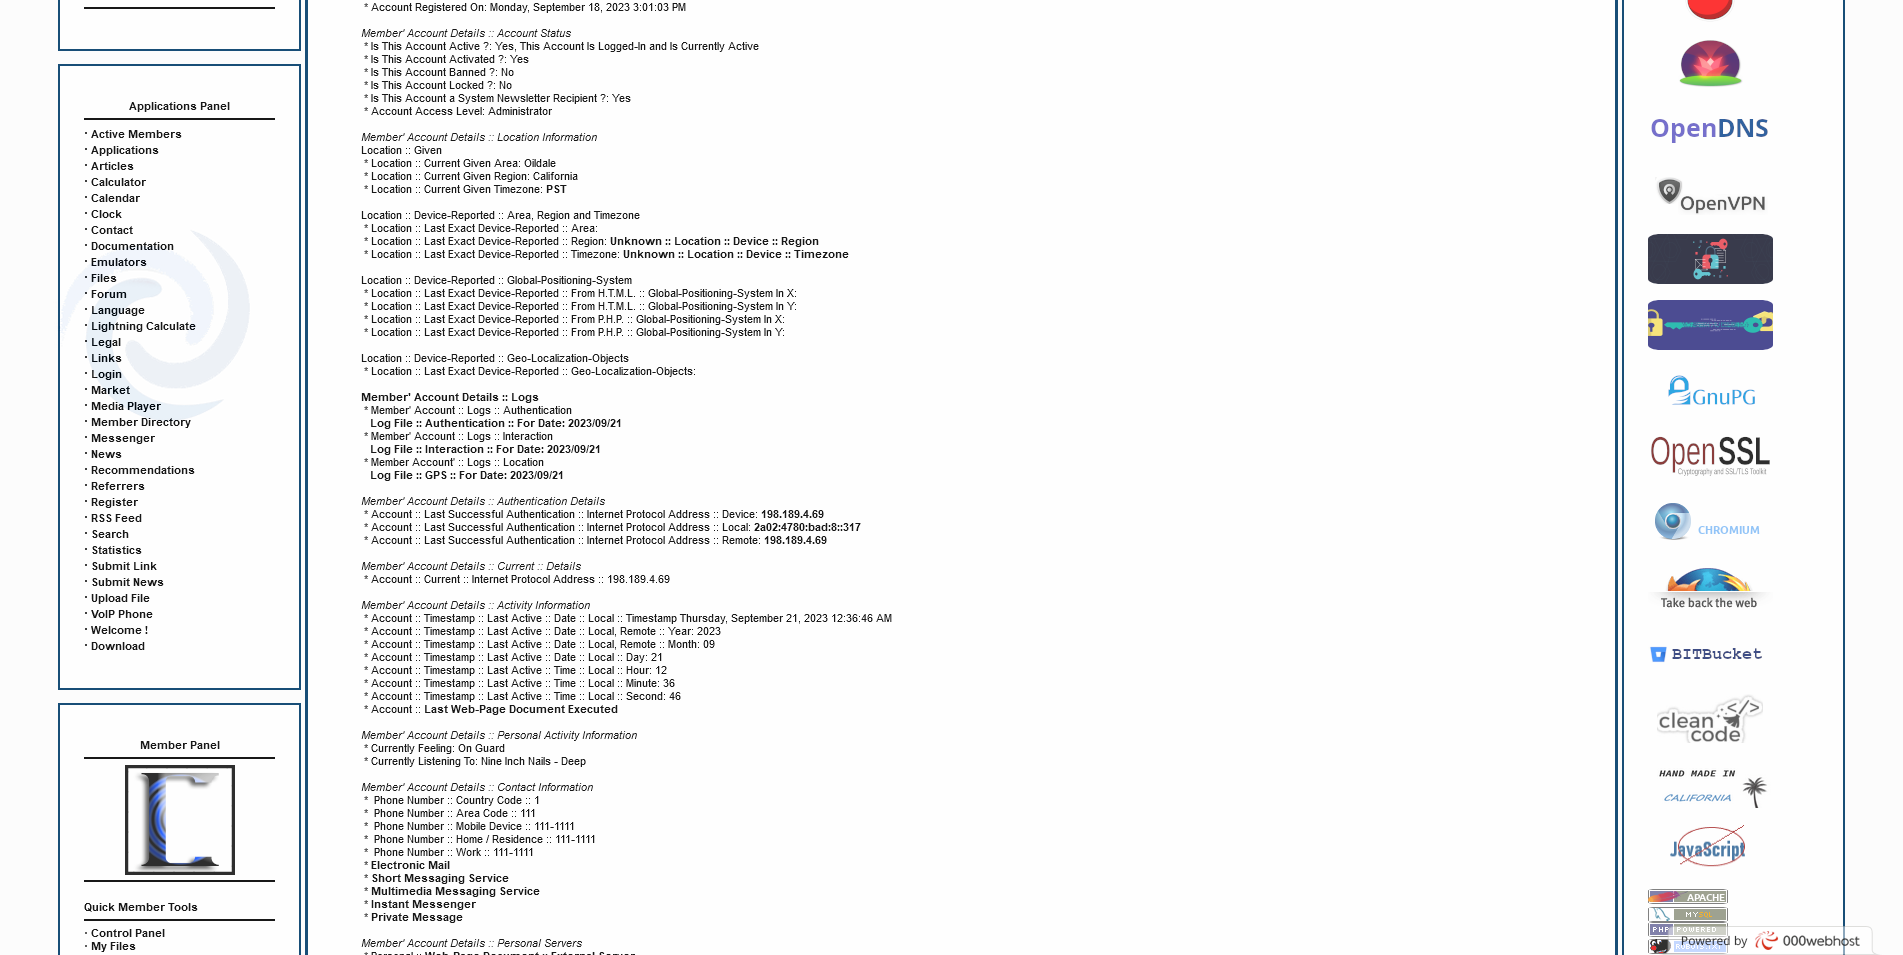 Applications Panel
· Active Members
· Applications
· Articles
· Calculator
· Calendar
· Clock
· Contact
· Documentation
· Emulators
· Files
· Forum
· Language
· Lightning Calculate
· Legal
· Links
· Login
· Market
· Media Player
· Member Directory
· Messenger
· News
· Recommendations
· Referrers
· Register
· RSS Feed
· Search
· Statistics
· Submit Link
· Submit News
· Upload File
· VoIP Phone
· Welcome !
· Download
Member Panel
Quick Member Tools
· Control Panel
· My Files
* Account Registered On: Monday, September 18, 2023 3:01:03 PM
Member' Account Details :: Account Status
* Is This Account Active ?: Yes, This Account Is Logged-In and Is Currently Active
* Is This Account Activated ?: Yes
* Is This Account Banned ?: No
* Is This Account Locked ?: No
* Is This Account a System Newsletter Recipient ?: Yes
* Account Access Level: Administrator
Member' Account Details :: Location Information
Location :: Given
* Location :: Current Given Area: Oildale
* Location :: Current Given Region: California
* Location :: Current Given Timezone: PST
Location :: Device-Reported :: Area, Region and Timezone
* Location :: Last Exact Device-Reported :: Area:
* Location :: Last Exact Device-Reported :: Region: Unknown :: Location :: Device :: Region
* Location :: Last Exact Device-Reported :: Timezone: Unknown :: Location :: Device :: Timezone
Location :: Device-Reported :: Global-Positioning-System
* Location :: Last Exact Device-Reported :: From H.T.M.L. :: Global-Positioning-System In X:
* Location :: Last Exact Device-Reported :: From H.T.M.L. :: Global-Positioning-System In Y:
* Location :: Last Exact Device-Reported :: From P.H.P. :: Global-Positioning-System In X:
* Location :: Last Exact Device-Reported :: From P.H.P. :: Global-Positioning-System In Y:
Location :: Device-Reported :: Geo-Localization-Objects
* Location :: Last Exact Device-Reported :: Geo-Localization-Objects:
Member' Account Details :: Logs
* Member' Account :: Logs :: Authentication
Log File :: Authentication :: For Date: 2023/09/21
* Member' Account :: Logs :: Interaction
Log File :: Interaction :: For Date: 2023/09/21
* Member Account' :: Logs :: Location
Log File :: GPS :: For Date: 2023/09/21
Member' Account Details :: Authentication Details
* Account :: Last Successful Authentication :: Internet Protocol Address :: Device: 198.189.4.69
* Account :: Last Successful Authentication :: Internet Protocol Address :: Local: 2a02:4780:bad:8::317
* Account :: Last Successful Authentication :: Internet Protocol Address :: Remote: 198.189.4.69
Member' Account Details :: Current :: Details
* Account :: Current :: Internet Protocol Address :: 198.189.4.69
Member' Account Details :: Activity Information
* Account :: Timestamp :: Last Active :: Date :: Local :: Timestamp Thursday, September 21, 2023 12:36:46 AM
* Account :: Timestamp :: Last Active :: Date :: Local, Remote :: Year: 2023
* Account :: Timestamp :: Last Active :: Date :: Local, Remote :: Month: 09
* Account :: Timestamp :: Last Active :: Date :: Local :: Day: 21
* Account :: Timestamp :: Last Active :: Time :: Local :: Hour: 12
* Account :: Timestamp :: Last Active :: Time :: Local :: Minute: 36
* Account :: Timestamp :: Last Active :: Time :: Local :: Second: 46
* Account :: Last Web-Page Document Executed
Member' Account Details :: Personal Activity Information
* Currently Feeling: On Guard
* Currently Listening To: Nine Inch Nails - Deep
Member' Account Details :: Contact Information
* Phone Number :: Country Code :: 1
* Phone Number :: Area Code :: 111
* Phone Number :: Mobile Device :: 111-1111
* Phone Number :: Home / Residence :: 111-1111
* Phone Number :: Work :: 111-1111
* Electronic Mail
* Short Messaging Service
* Multimedia Messaging Service
* Instant Messenger
* Private Message
Member' Account Details :: Personal Servers
* Personal :: Web-Page Document :: External Server
OpenDNS
OpenVPN
GnuPG
OpenSSL
Cryptography and SSL/TLS Toolkit
CHROMIUM
Take back the web
BITBucket
clean </>
code
HAND MADE IN
CALIFORNIA
JavaScript
APACHE
MYSQL
PHP POWERED
Powered by 000webhost